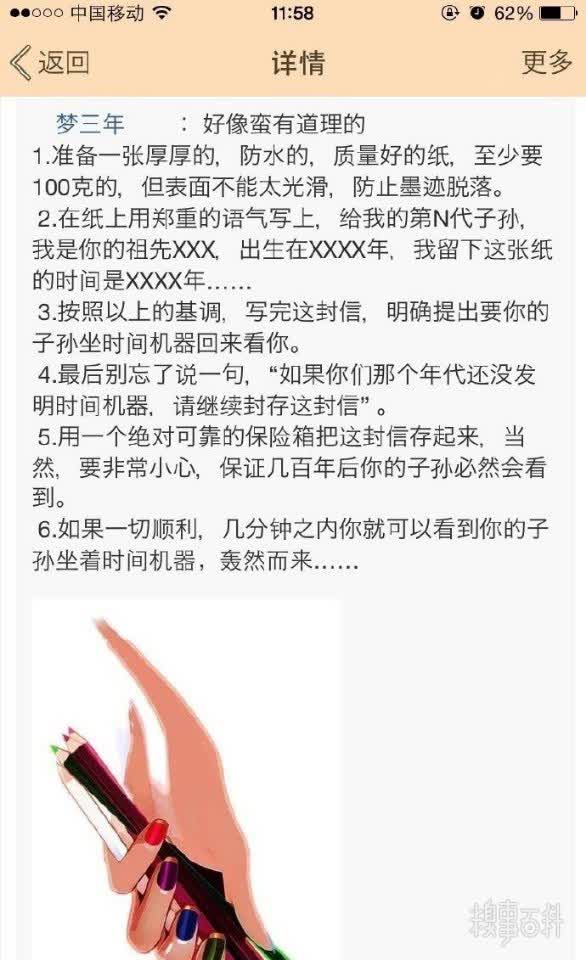 中国移动 11:58 62%
返回 详情 更多
梦三年 ：好像蛮有道理的
1.准备一张厚厚的，防水的，质量好的纸，至少要
100克的，但表面不能太光滑，防止墨迹脱落。
2.在纸上用郑重的语气写上，给我的第N代子孙，
我是你的祖先XXX，出生在XXXX年，我留下这张纸
的时间是XXXX年……
3.按照以上的基调，写完这封信，明确提出要你的
子孙坐时间机器回来看你。
4.最后别忘了说一句，“如果你们那个年代还没发
明时间机器，请继续封存这封信”。
5.用一个绝对可靠的保险箱把这封信存起来，当
然，要非常小心，保证几百年后你的子孙必然会看
到。
6.如果一切顺利，几分钟之内你就可以看到你的子
孙坐着时间机器，轰然而来……
糗事百科